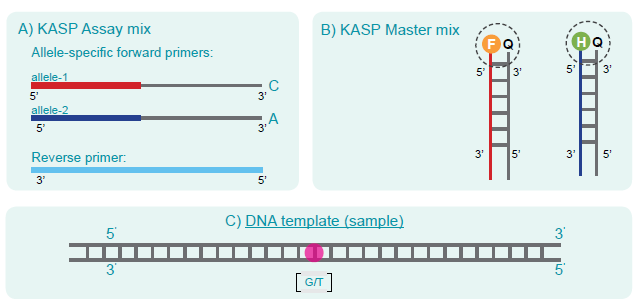 A) KASP Assay mix
Allele-specific forward primers:
allele-1
5'
3'
C
allele-2
5'
3'
A
Reverse primer:
3'
5'
B) KASP Master mix
F Q
5' 3'
3' 5'
H Q
5' 3'
3' 5'
C) DNA template (sample)
5' 3'
3' 5'
[G/T]